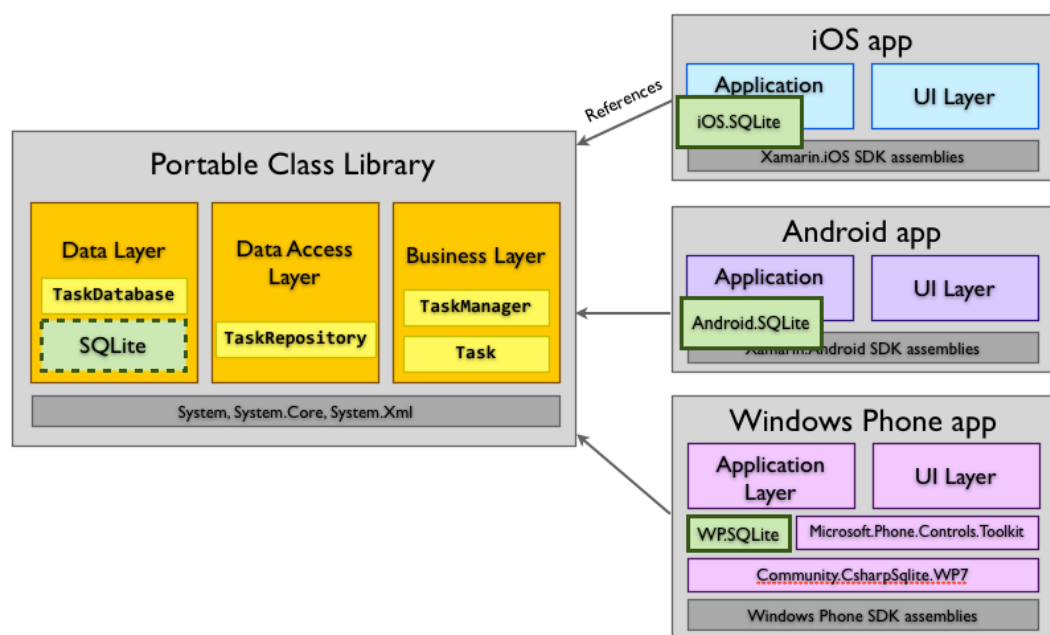 iOS app
Application
UI Layer
iOS.SQLite
Xamarin.iOS SDK assemblies
References
Portable Class Library
Data Layer
TaskDatabase
SQLite
Data Access
Layer
TaskRepository
Business Layer
TaskManager
Task
System, System.Core, System.Xml
Android app
Application
UI Layer
Android.SQLite
Xamarin.Android SDK assemblies
Windows Phone app
Application
Layer
UI Layer
WP.SQLite
Microsoft.Phone.Controls.Toolkit
Community.CsharpSqlite.WP7
Windows Phone SDK assemblies